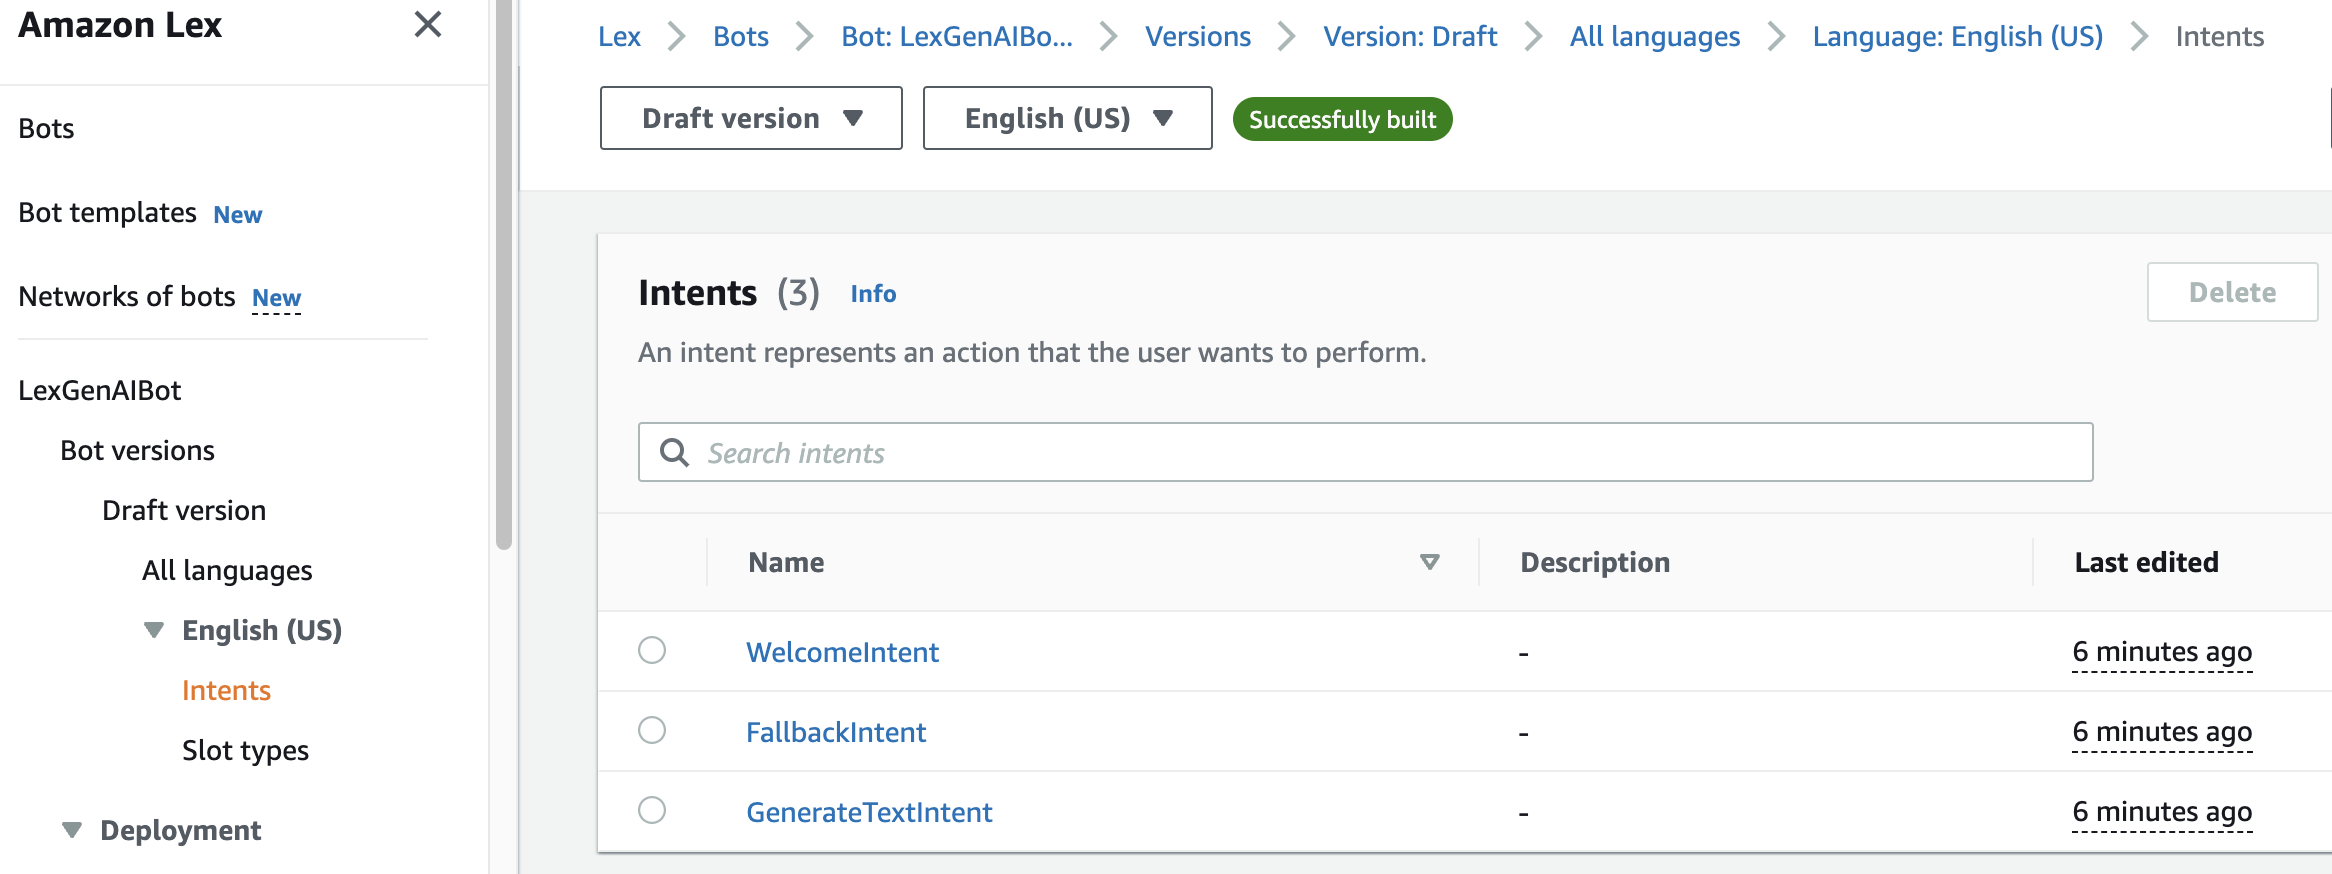 Amazon Lex
Bots
Bot templates New
Networks of bots New
LexGenAIBot
Bot versions
Draft version
All languages
English (US)
Intents
Slot types
Deployment
Lex Bots Bot: LexGenAIBo... Versions Version: Draft All languages Language: English (US) Intents
Draft version English (US) Successfully built
Intents (3) Info Delete
An intent represents an action that the user wants to perform.
Search intents
Name Description Last edited
WelcomeIntent - 6 minutes ago
FallbackIntent - 6 minutes ago
GenerateTextIntent - 6 minutes ago